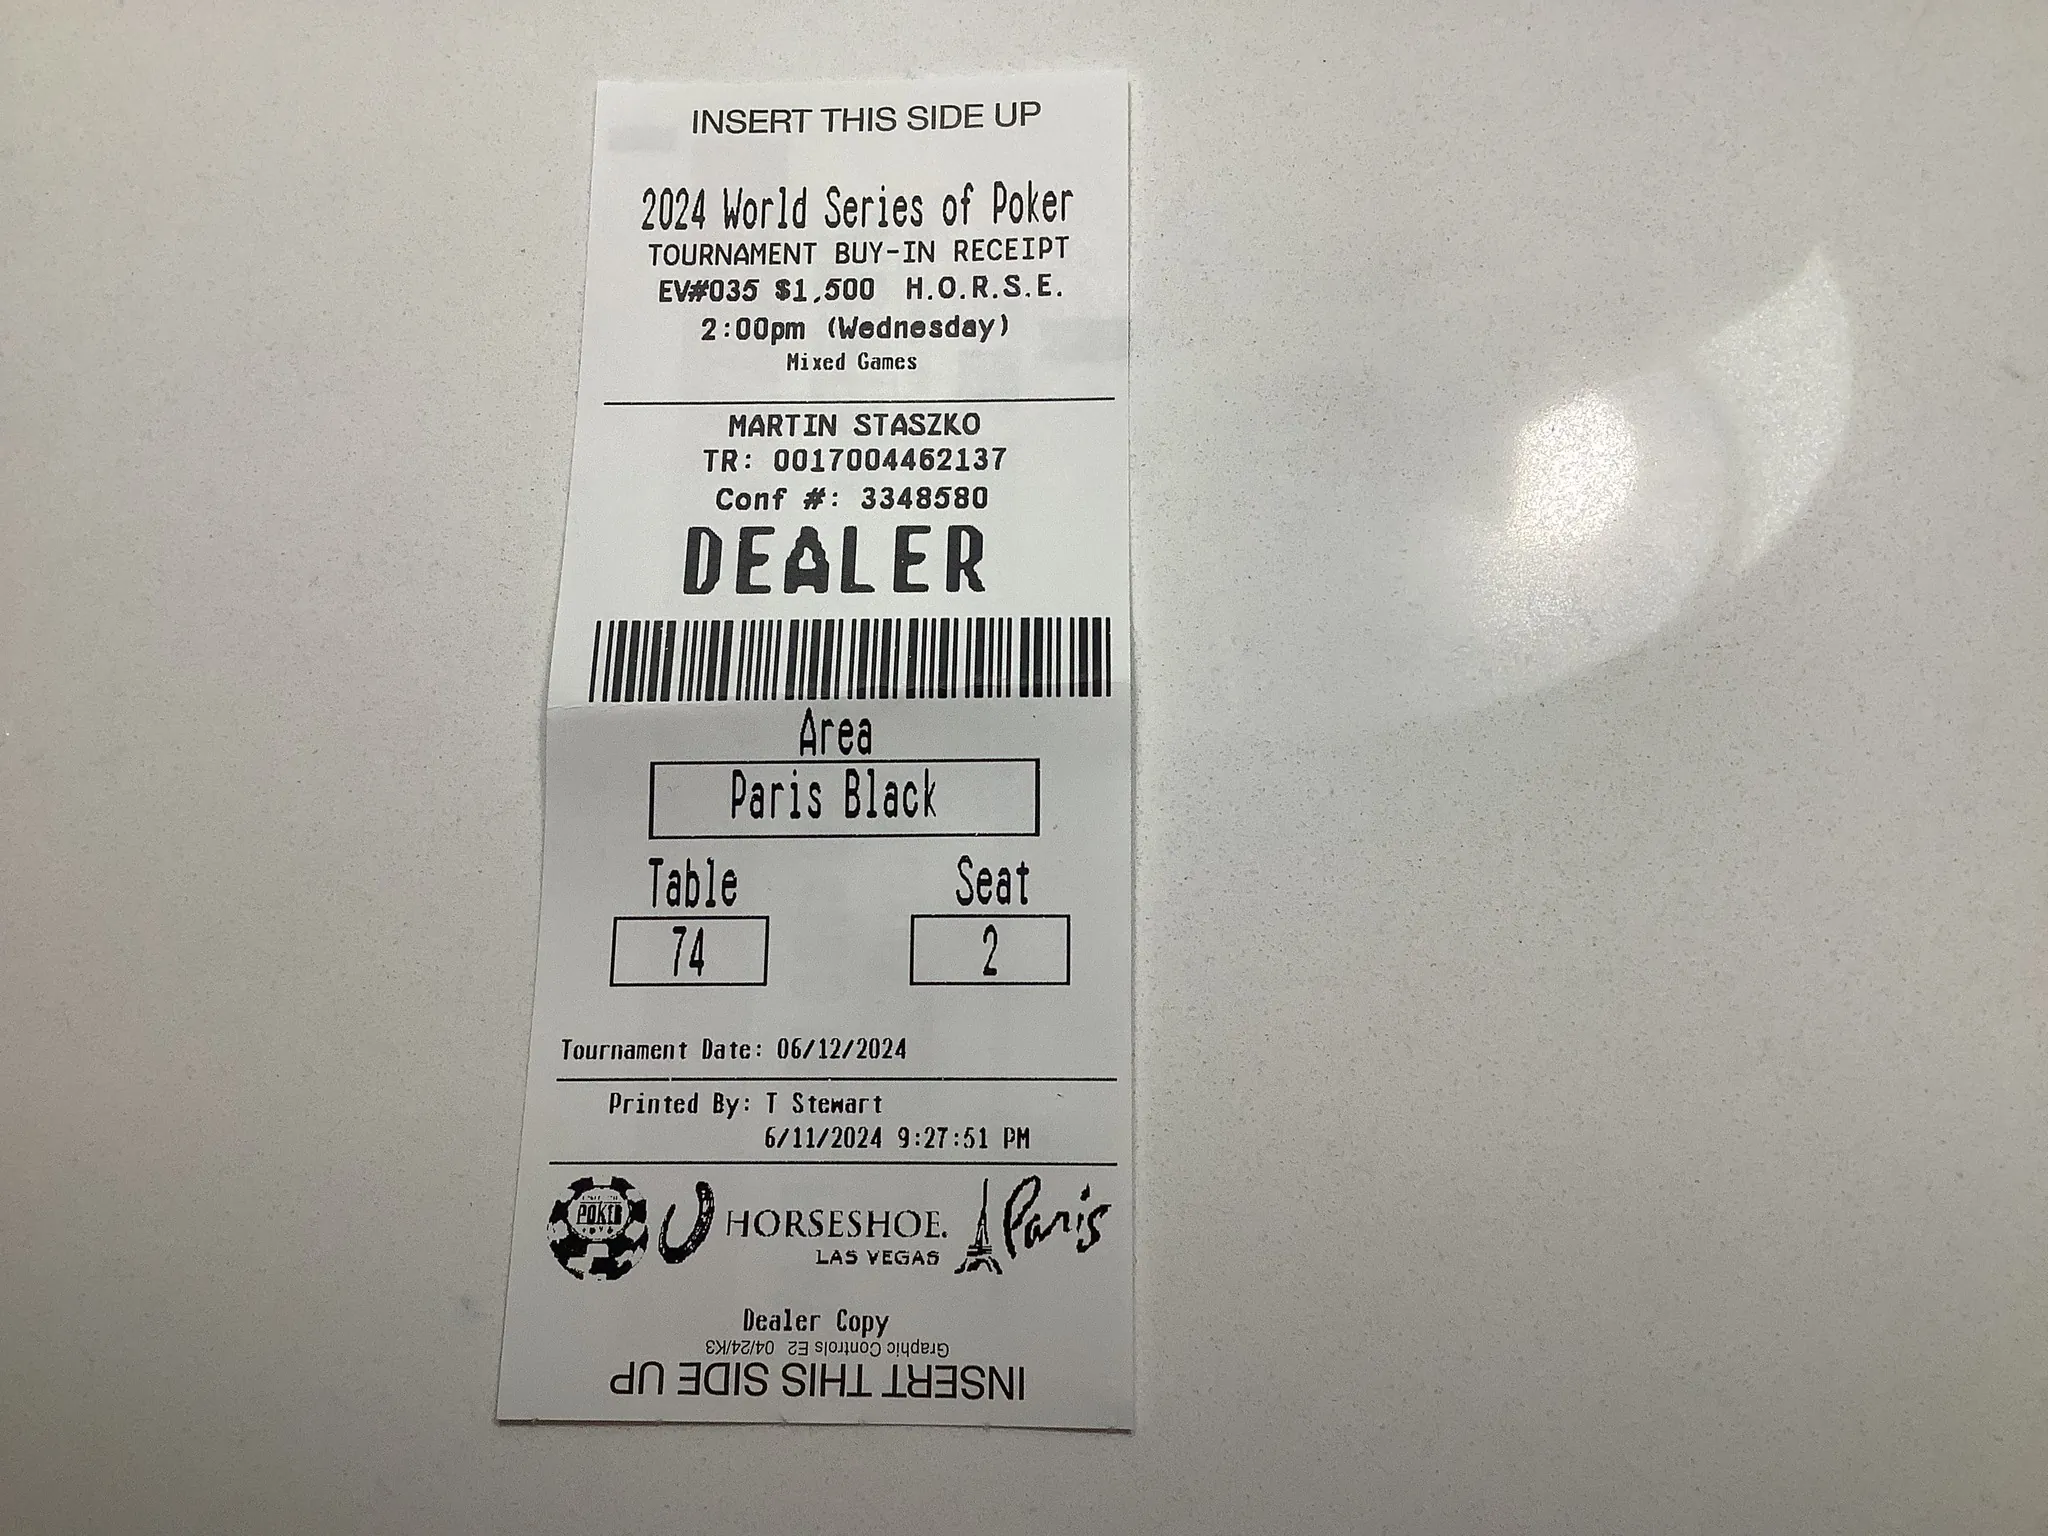 INSERT THIS SIDE UP
2024 World Series of Poker
TOURNAMENT BUY-IN RECEIPT
EV#035 $1,500 H.O.R.S.E.
2:00pm (Wednesday)
Mixed Games
MARTIN STASZKO
TR: 0017004462137
Conf #: 3348580
DEALER
Area
Paris Black
Table Seat
74 2
Tournament Date: 06/12/2024
Printed By: T Stewart
6/11/2024 9:27:51 PM
POKER
HORSESHOE.
LAS VEGAS
Paris
Dealer Copy
Graphic Controls E2 04/24/K3
INSERT THIS SIDE UP